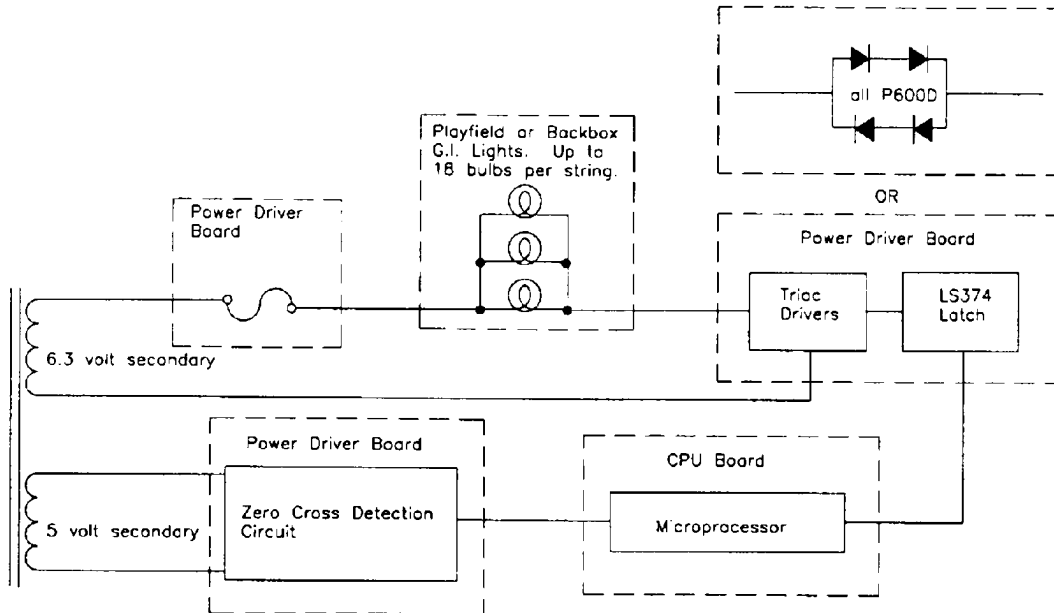 all P600D
Playfield or Backbox
G.I. Lights. Up to
18 bulbs per string.
OR
Power Driver
Board
Power Driver Board
Triac
Drivers
LS374
Latch
6.3 volt secondary
Power Driver Board
CPU Board
Zero Cross Detection
Circuit
Microprocessor
5 volt secondary